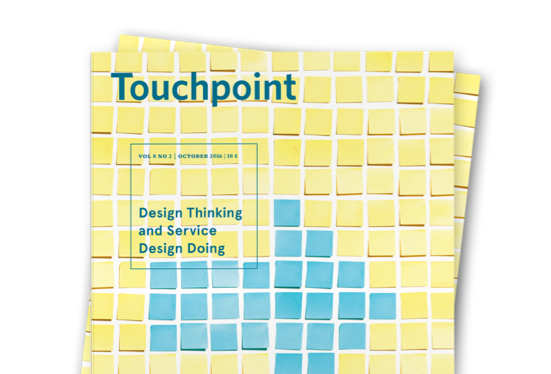 Touchpoint
VOL 8 NO 2 | OCTOBER 2016 | 18 €
Design Thinking
and Service
Design Doing